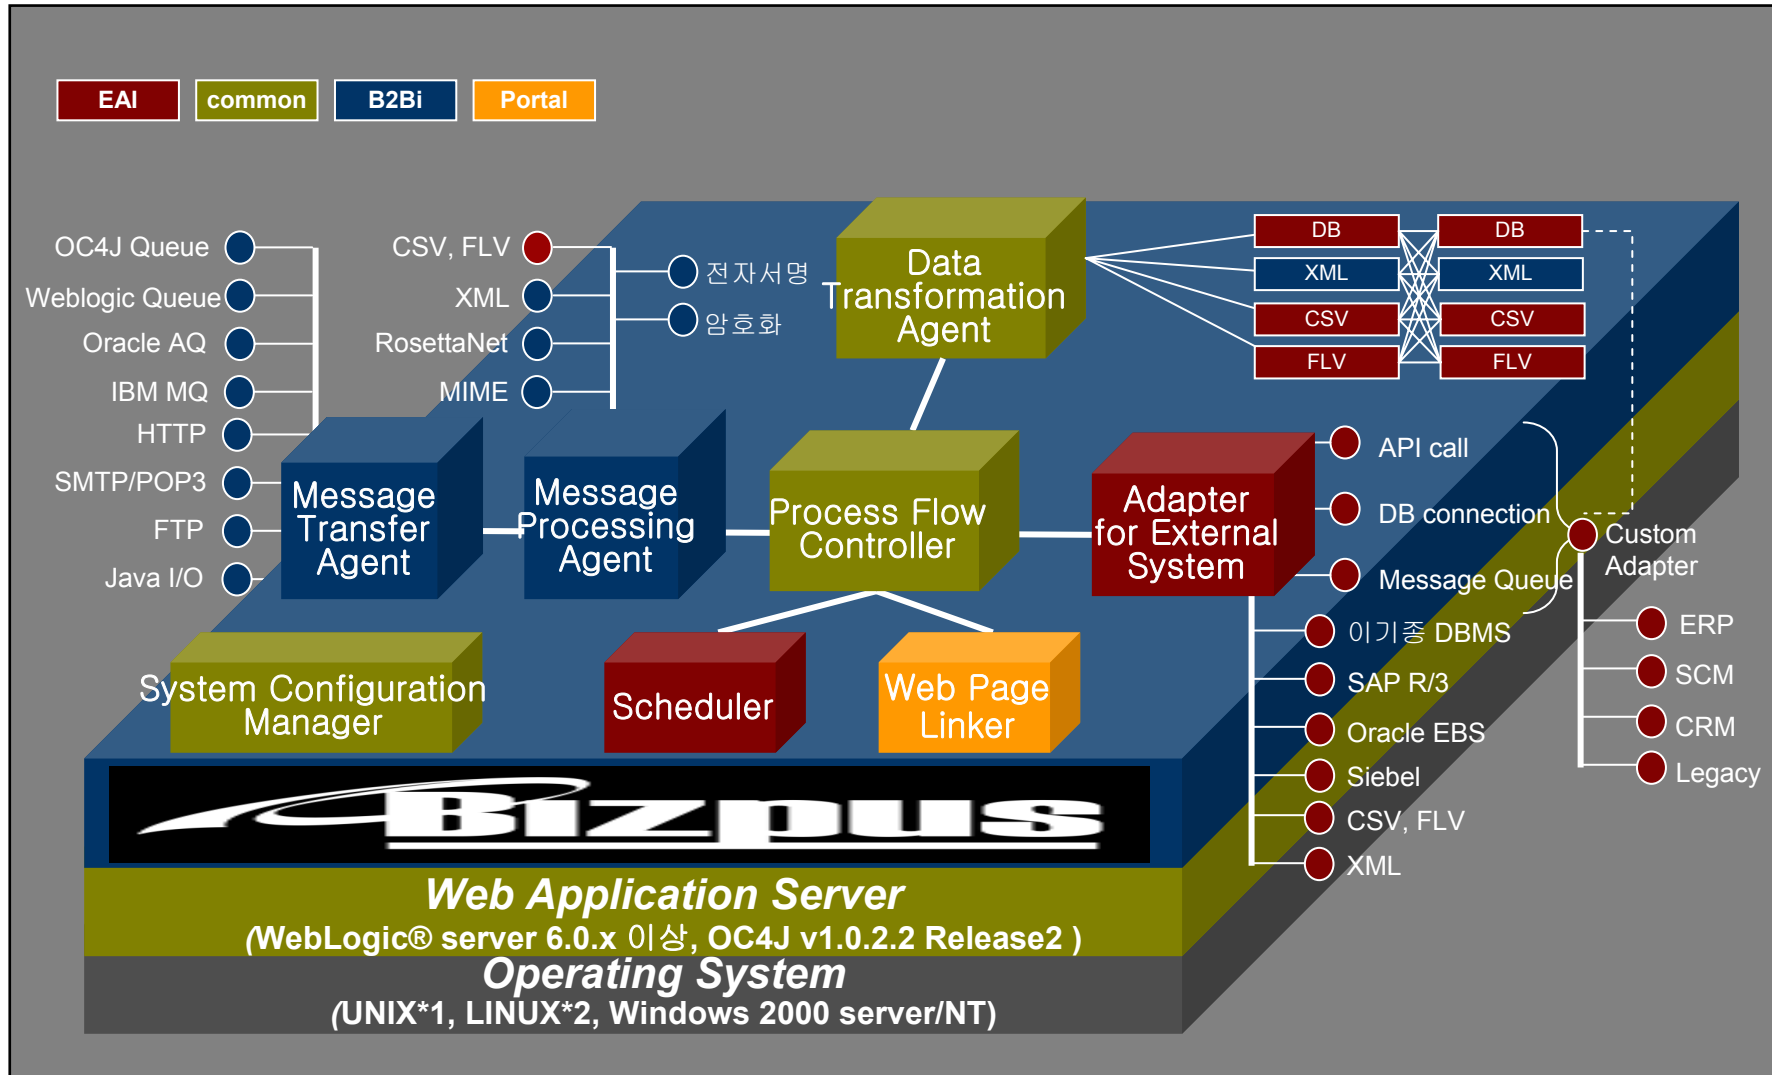 EAI
common
B2Bi
Portal
OC4J Queue
Weblogic Queue
Oracle AQ
IBM MQ
HTTP
SMTP/POP3
FTP
Java I/O
CSV, FLV
XML
RosettaNet
MIME
전자서명
암호화
Data
Transformation
Agent
DB
XML
CSV
FLV
DB
XML
CSV
FLV
Message
Transfer
Agent
Message
Processing
Agent
Process Flow
Controller
Adapter
for External
System
API call
DB connection
Message Queue
Custom
Adapter
이기종 DBMS
SAP R/3
Oracle EBS
Siebel
CSV, FLV
XML
ERP
SCM
CRM
Legacy
System Configuration
Manager
Scheduler
Web Page
Linker
Bizpus
Web Application Server
(WebLogic® server 6.0.x 이상, OC4J v1.0.2.2 Release2 )
Operating System
(UNIX*1, LINUX*2, Windows 2000 server/NT)